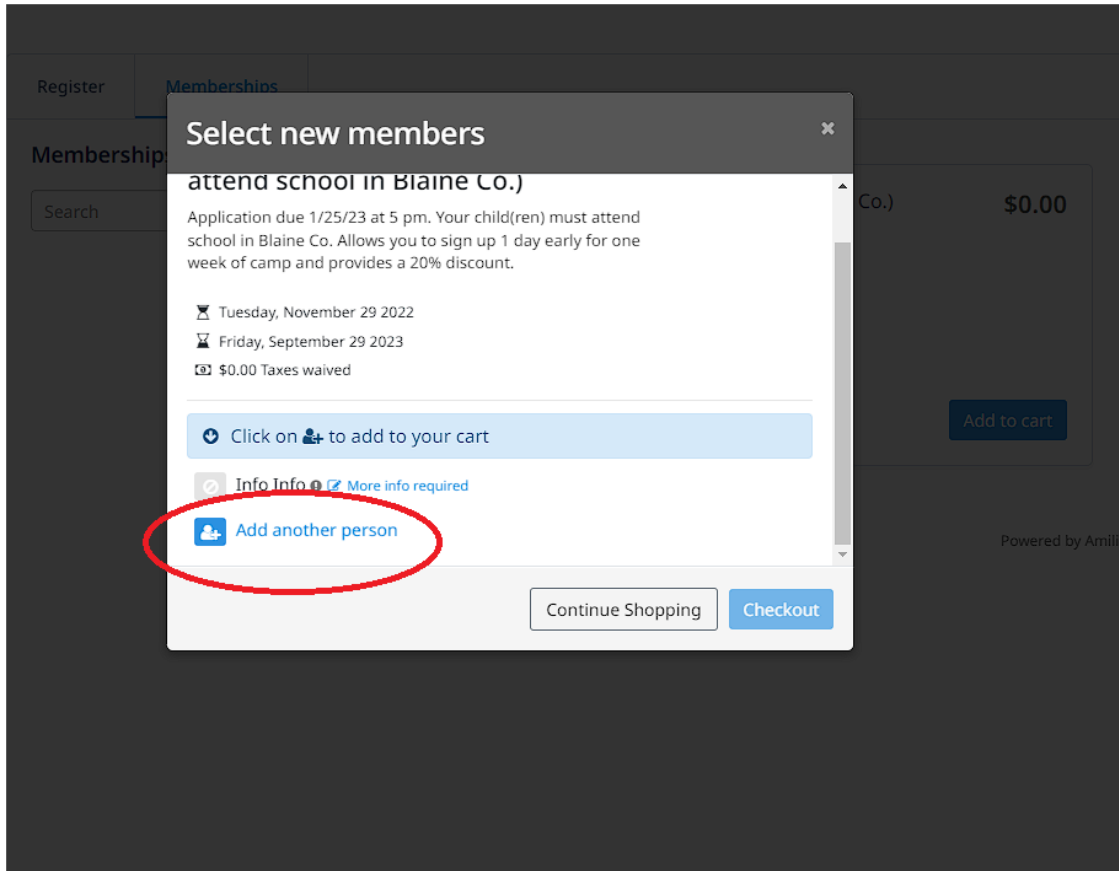 Register
Memberships
Memberships
Search
Co.)
$0.00
Add to cart
Powered by Amili
Select new members
×
attend school in Blaine Co.)
Application due 1/25/23 at 5 pm. Your child(ren) must attend
school in Blaine Co. Allows you to sign up 1 day early for one
week of camp and provides a 20% discount.
Tuesday, November 29 2022
Friday, September 29 2023
$0.00 Taxes waived
Click on to add to your cart
Info Info More info required
Add another person
Continue Shopping
Checkout